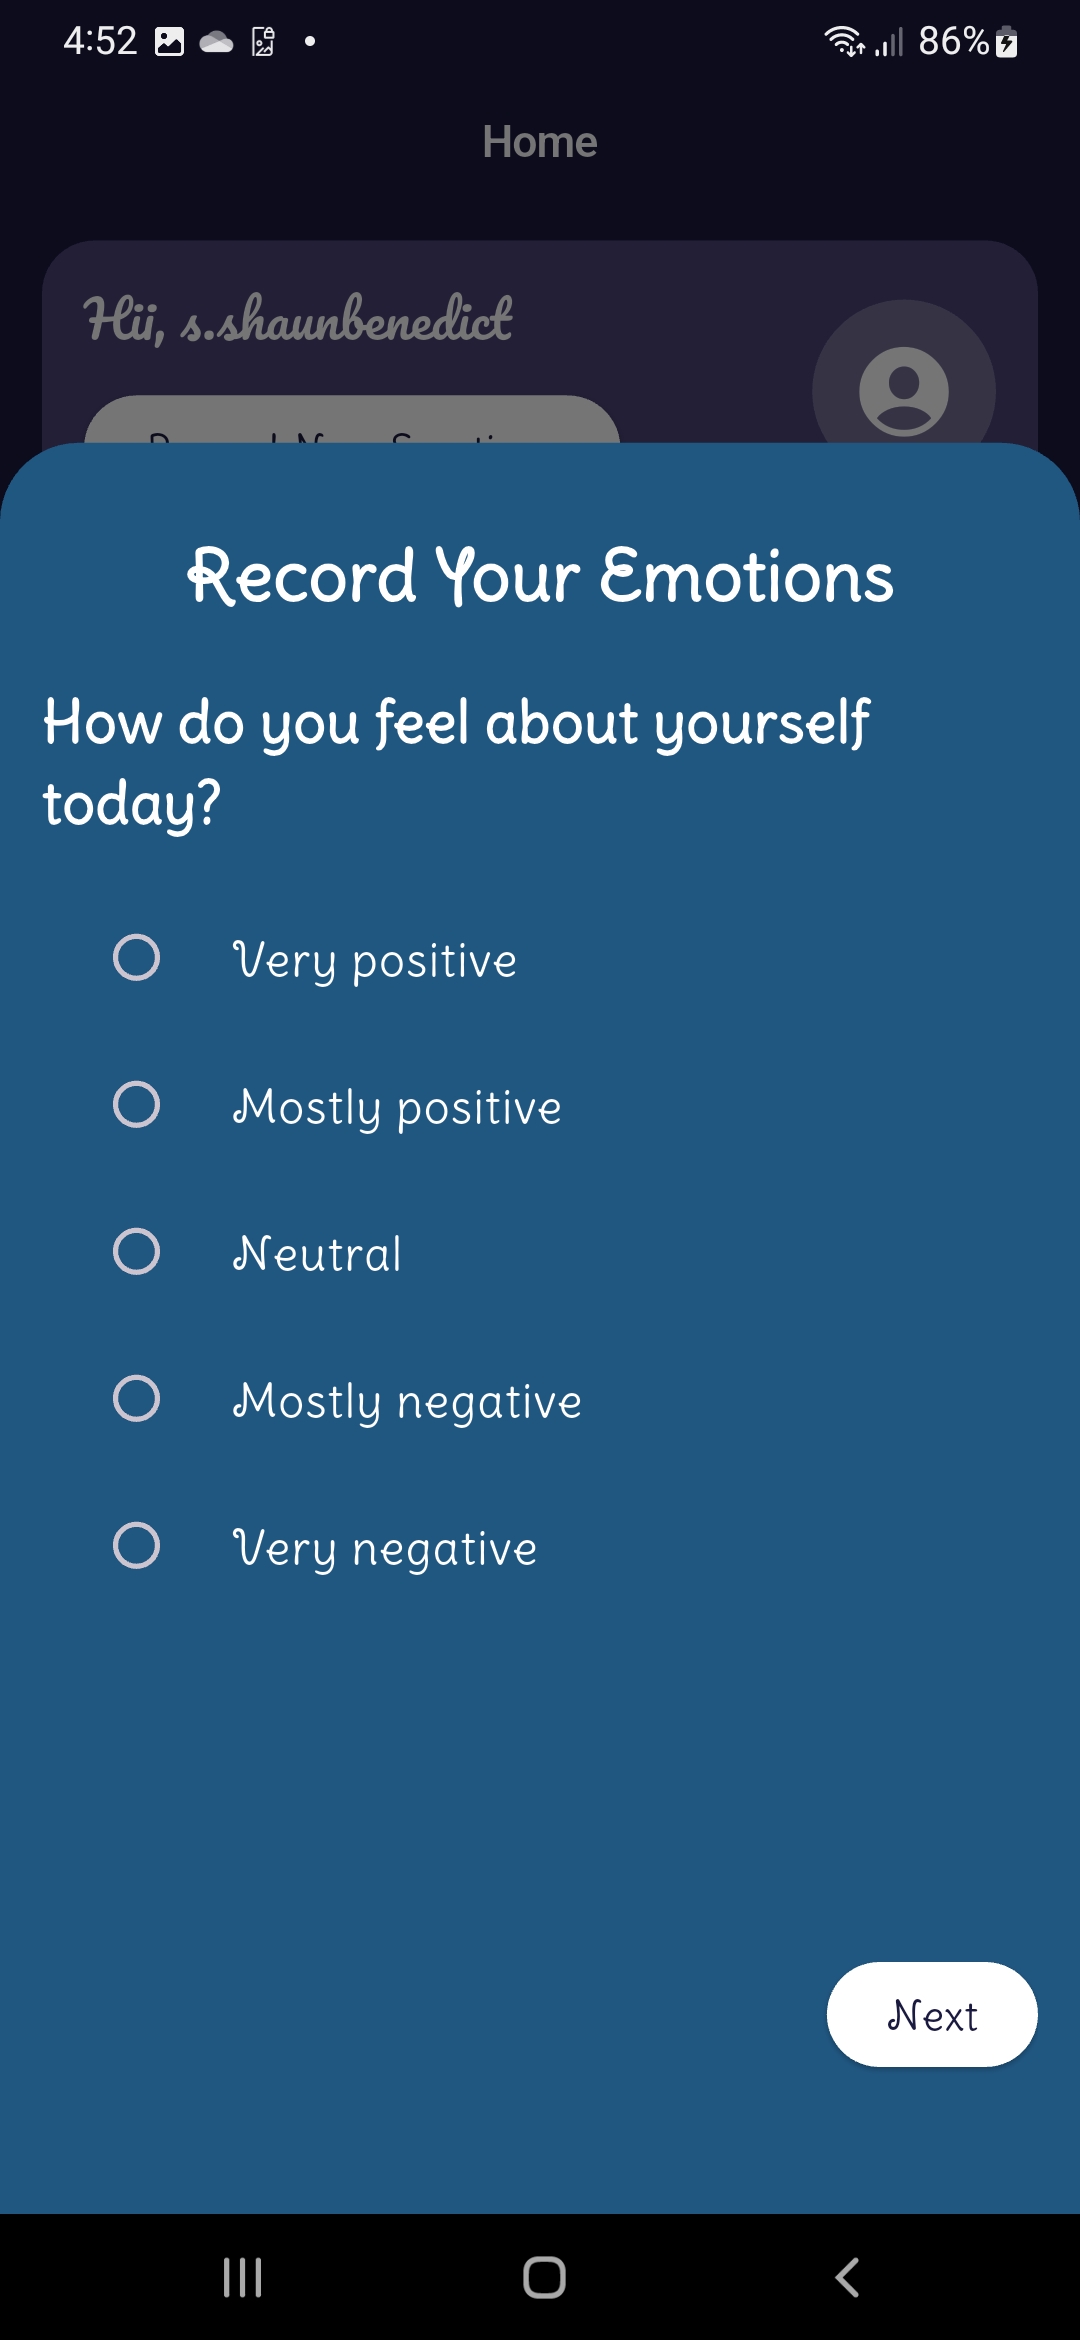 4:52
86%
Home
Hii, s.shaunbenedict
Record Your Emotions
How do you feel about yourself
today?
Very positive
Mostly positive
Neutral
Mostly negative
Very negative
Next